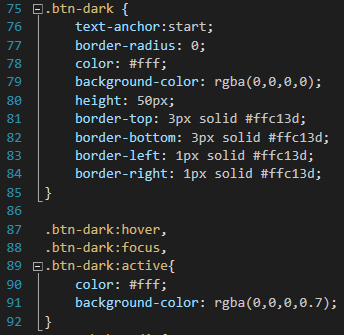 75 .btn-dark {
76 text-anchor:start;
77 border-radius: 0;
78 color: #fff;
79 background-color: rgba(0,0,0,0);
80 height: 50px;
81 border-top: 3px solid #ffc13d;
82 border-bottom: 3px solid #ffc13d;
83 border-left: 1px solid #ffc13d;
84 border-right: 1px solid #ffc13d;
85 }
86
87 .btn-dark:hover,
88 .btn-dark:focus,
89 .btn-dark:active{
90 color: #fff;
91 background-color: rgba(0,0,0,0.7);
92 }